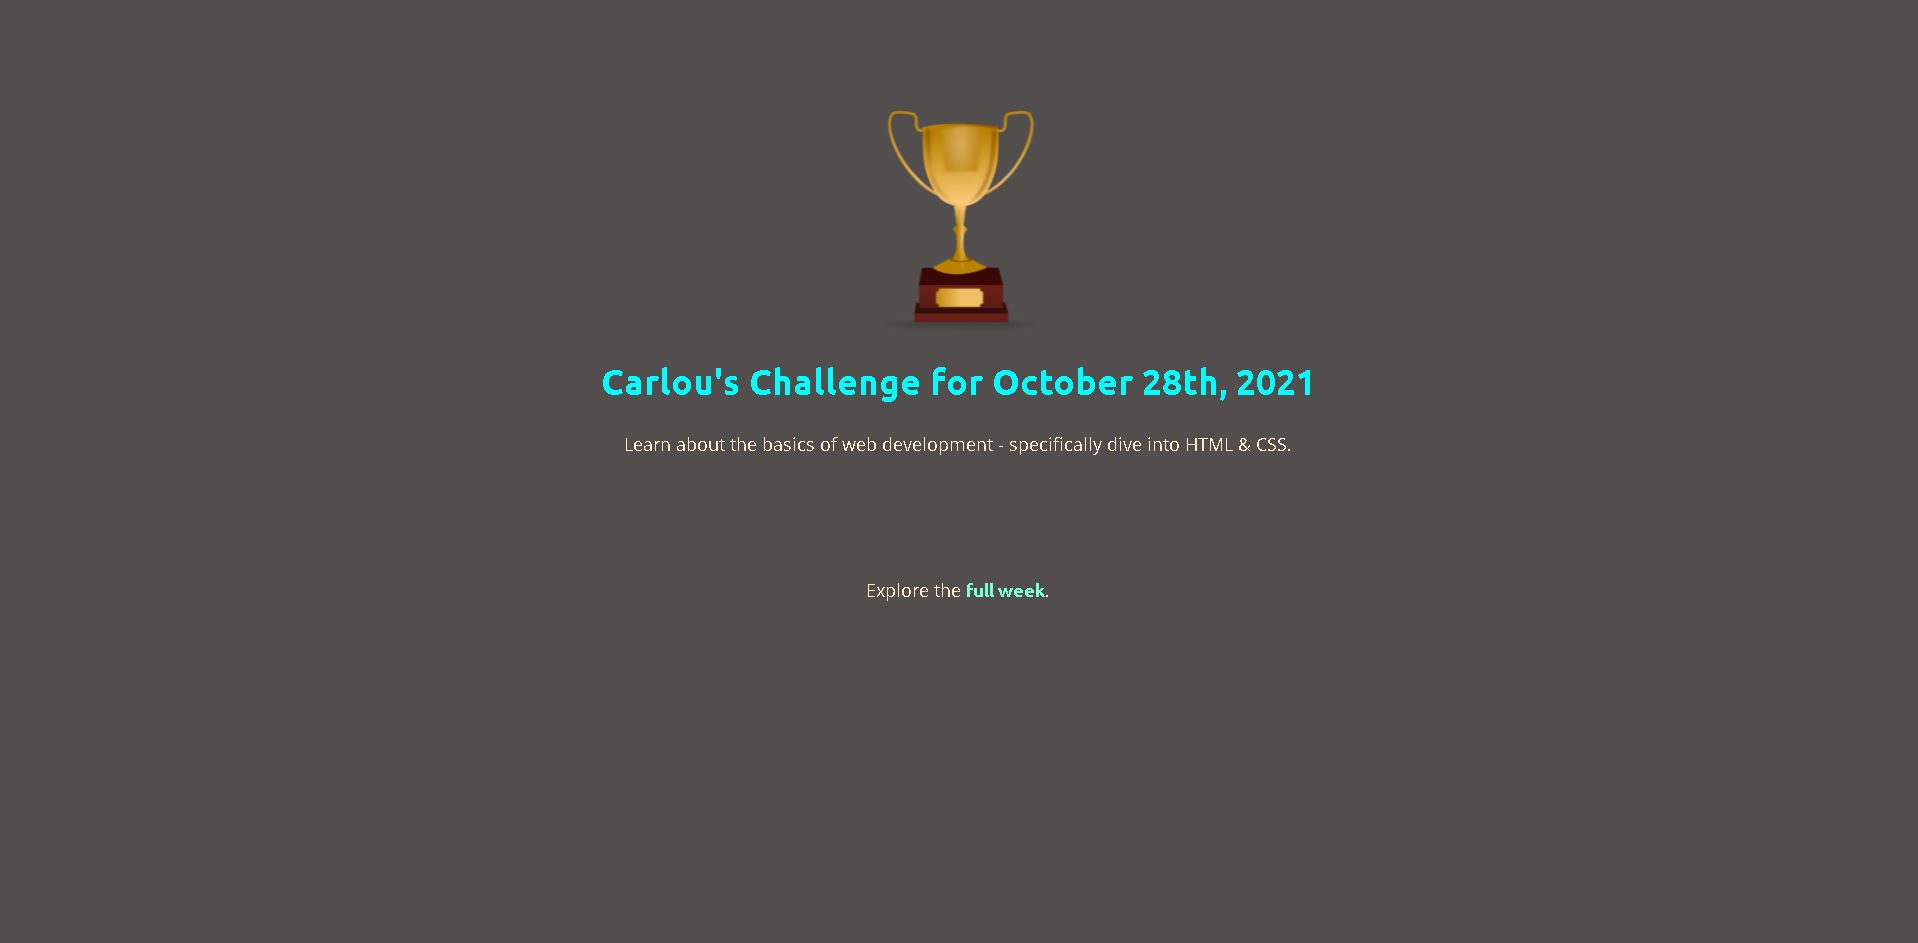 Carlou's Challenge for October 28th, 2021
Learn about the basics of web development - specifically dive into HTML & CSS.
Explore the full week.